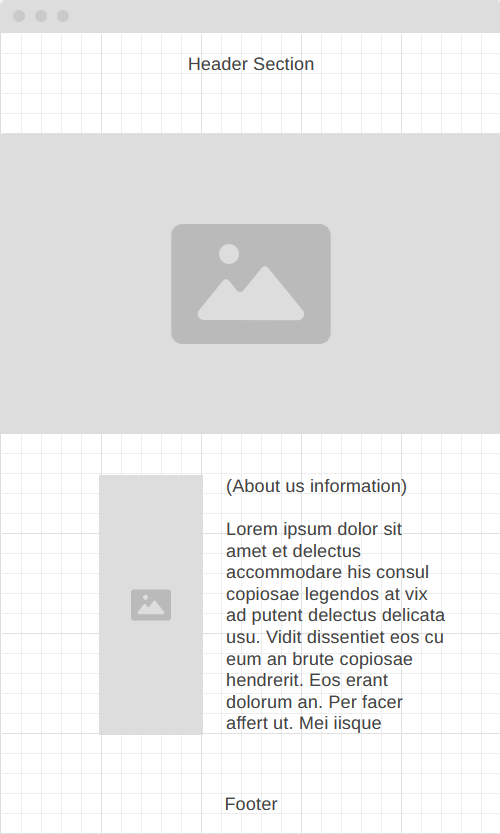 Header Section
(About us information)
Lorem ipsum dolor sit
amet et delectus
accommodare his consul
copiosae legendos at vix
ad putent delectus delicata
usu. Vidit dissentiet eos cu
eum an brute copiosae
hendrerit. Eos erant
dolorum an. Per facer
affert ut. Mei iisque
Footer